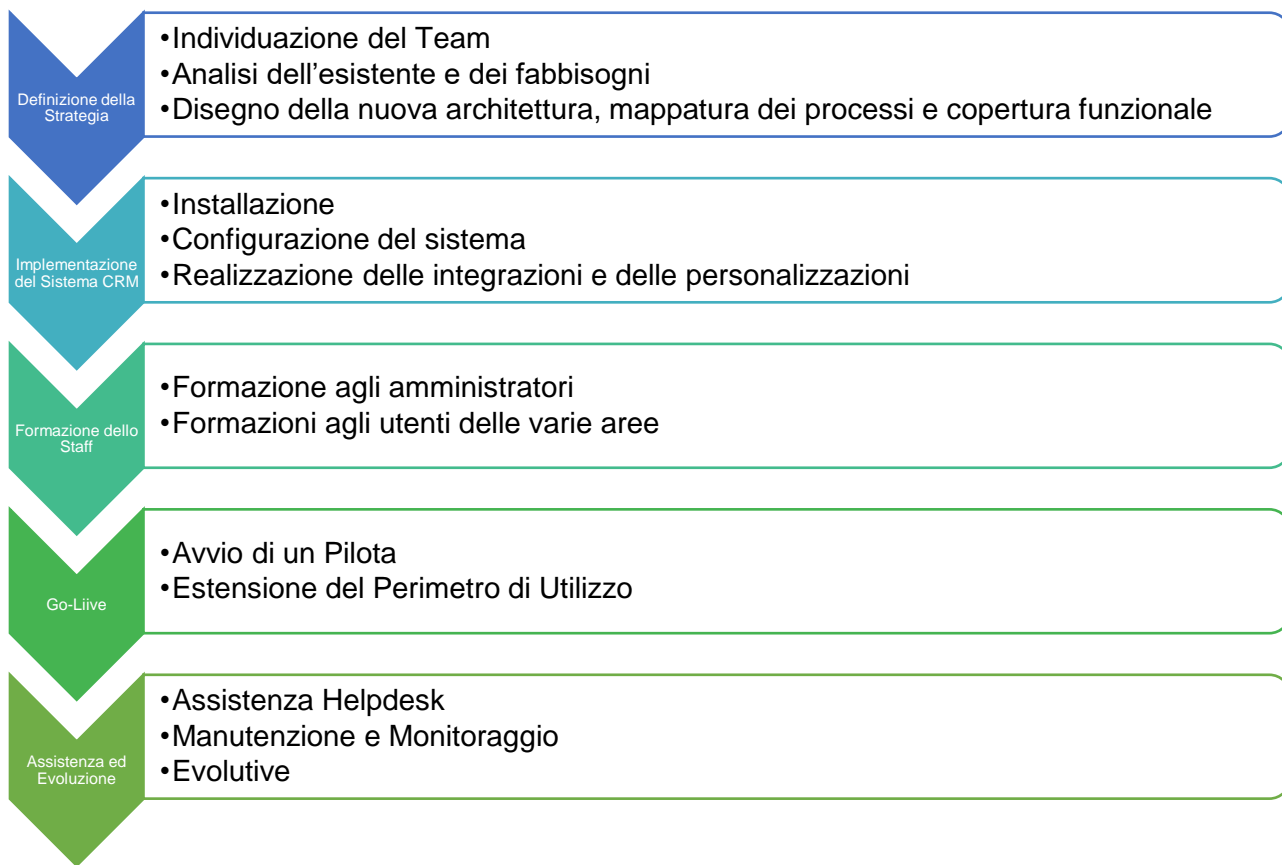 Definizione della
Strategia
•Individuazione del Team
•Analisi dell’esistente e dei fabbisogni
•Disegno della nuova architettura, mappatura dei processi e copertura funzionale
Implementazione
del Sistema CRM
•Installazione
•Configurazione del sistema
•Realizzazione delle integrazioni e delle personalizzazioni
Formazione dello
Staff
•Formazione agli amministratori
•Formazioni agli utenti delle varie aree
Go-Liive
•Avvio di un Pilota
•Estensione del Perimetro di Utilizzo
Assistenza ed
Evoluzione
•Assistenza Helpdesk
•Manutenzione e Monitoraggio
•Evolutive